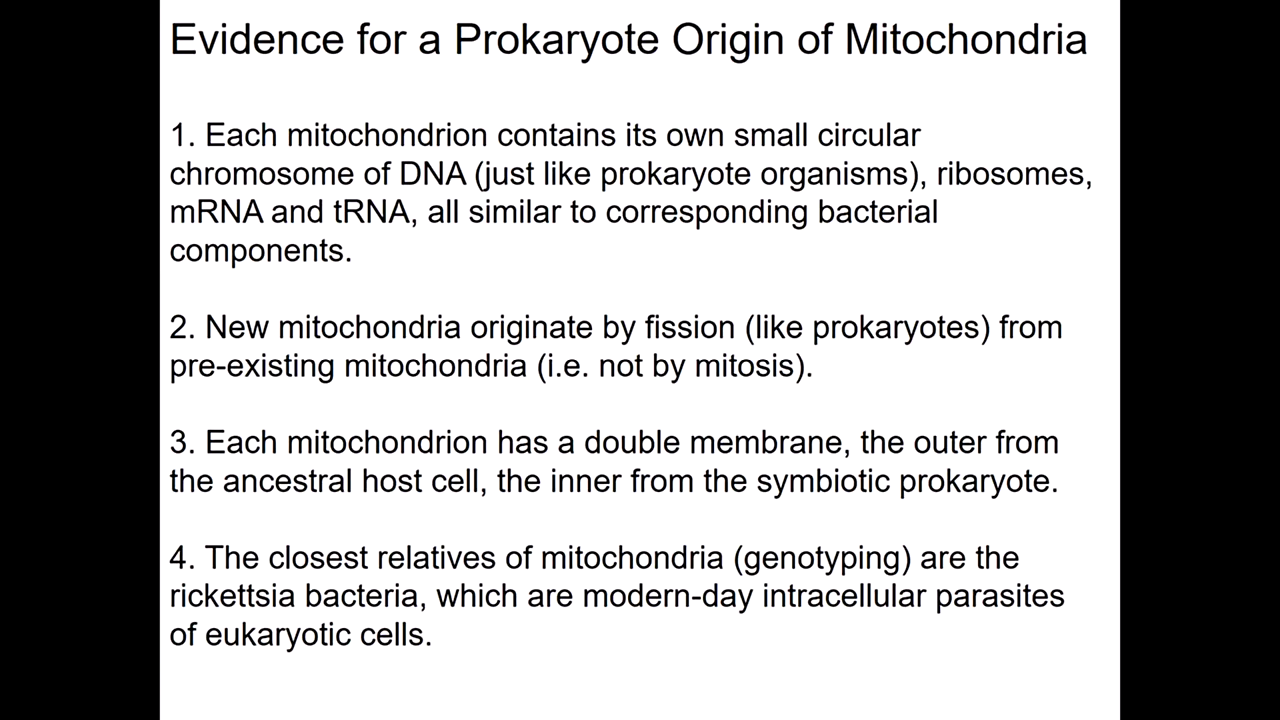 Evidence for a Prokaryote Origin of Mitochondria
1. Each mitochondrion contains its own small circular
chromosome of DNA (just like prokaryote organisms), ribosomes,
mRNA and tRNA, all similar to corresponding bacterial
components.
2. New mitochondria originate by fission (like prokaryotes) from
pre-existing mitochondria (i.e. not by mitosis).
3. Each mitochondrion has a double membrane, the outer from
the ancestral host cell, the inner from the symbiotic prokaryote.
4. The closest relatives of mitochondria (genotyping) are the
rickettsia bacteria, which are modern-day intracellular parasites
of eukaryotic cells.